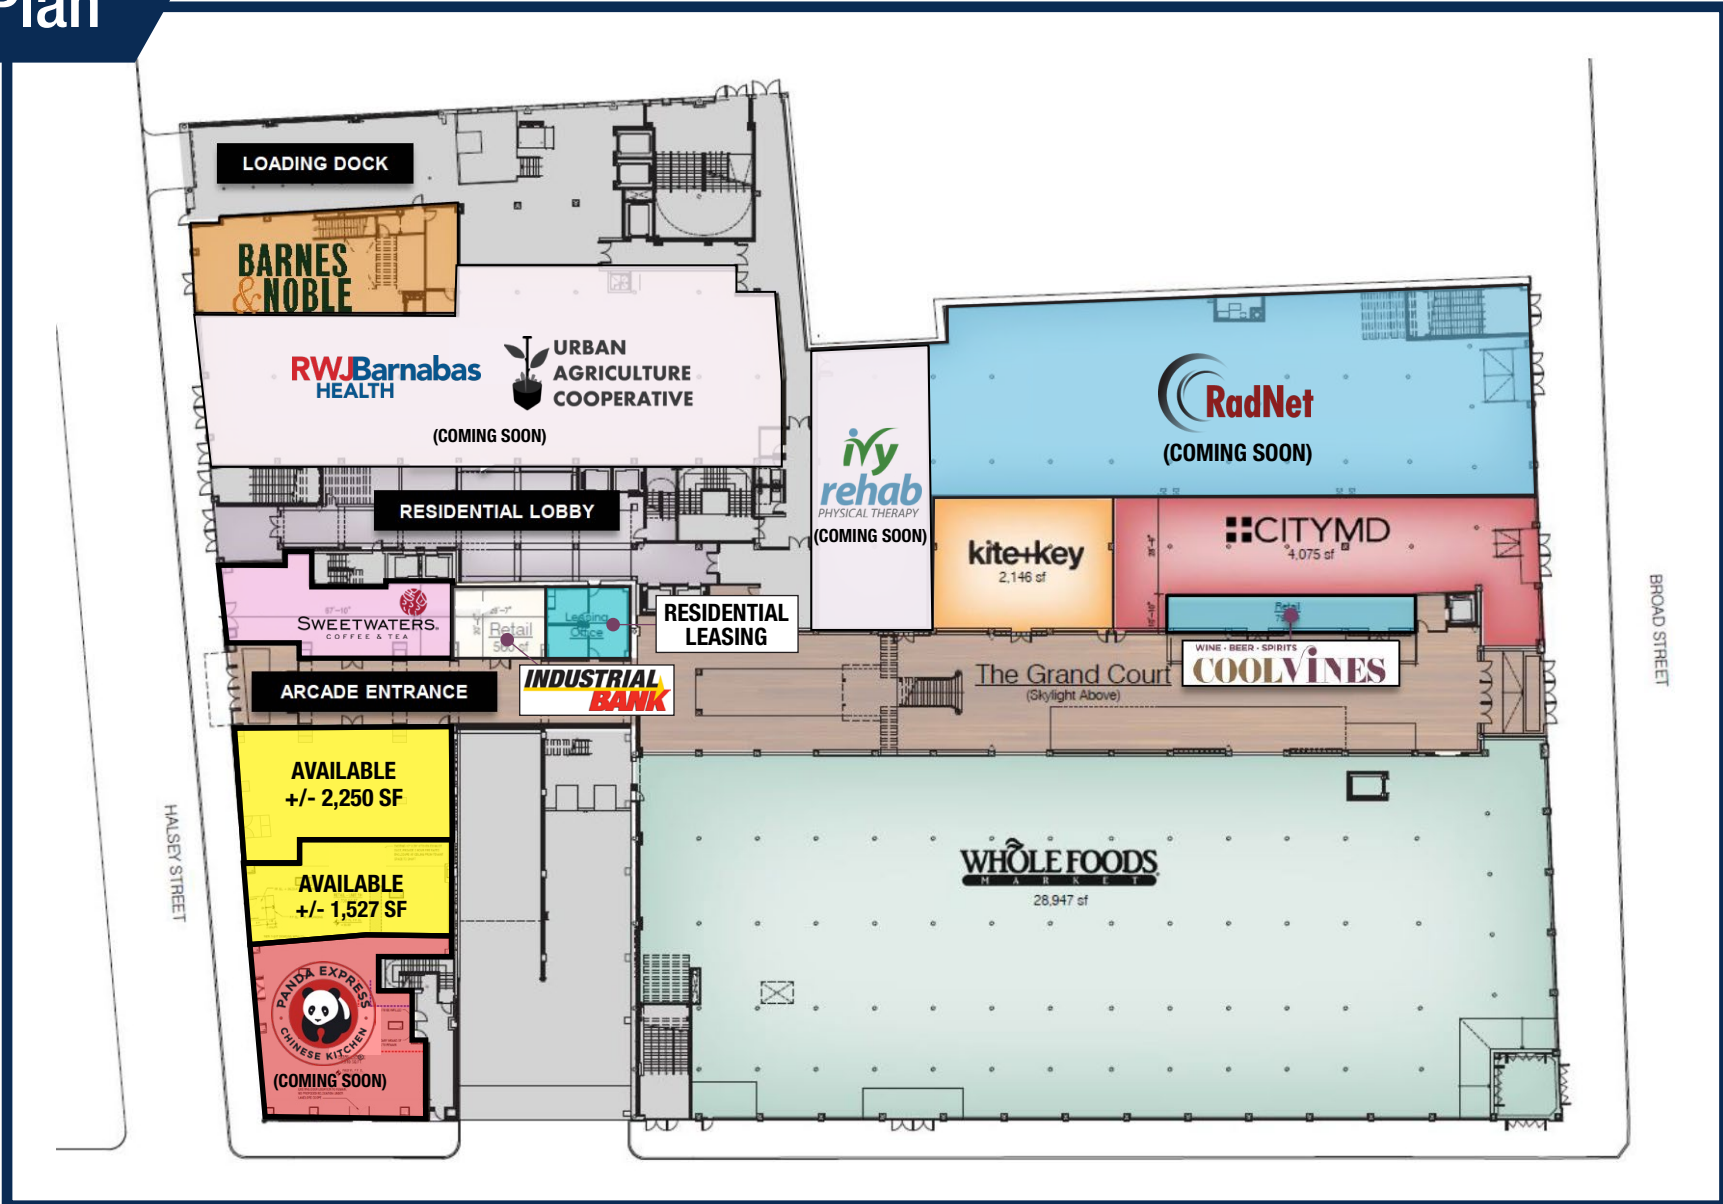 Plan
LOADING DOCK
BARNES
&NOBLE
RWJBarnabas
HEALTH
URBAN
AGRICULTURE
COOPERATIVE
(COMING SOON)
ivy
rehab
PHYSICAL THERAPY
(COMING SOON)
RadNet
(COMING SOON)
RESIDENTIAL LOBBY
kite+key
2,146 sf
CITYMD
4,075 sf
SWEETWATERS
COFFEE & TEA
Retail
Leasing
Office
RESIDENTIAL
LEASING
Retail
WINE · BEER · SPIRITS
COOLVINES
INDUSTRIAL
BANK
ARCADE ENTRANCE
The Grand Court
(Skylight Above)
BROAD STREET
HALSEY STREET
AVAILABLE
+/- 2,250 SF
AVAILABLE
+/- 1,527 SF
WHOLE FOODS
MARKET
28,947 sf
PANDA EXPRESS
CHINESE KITCHEN
(COMING SOON)